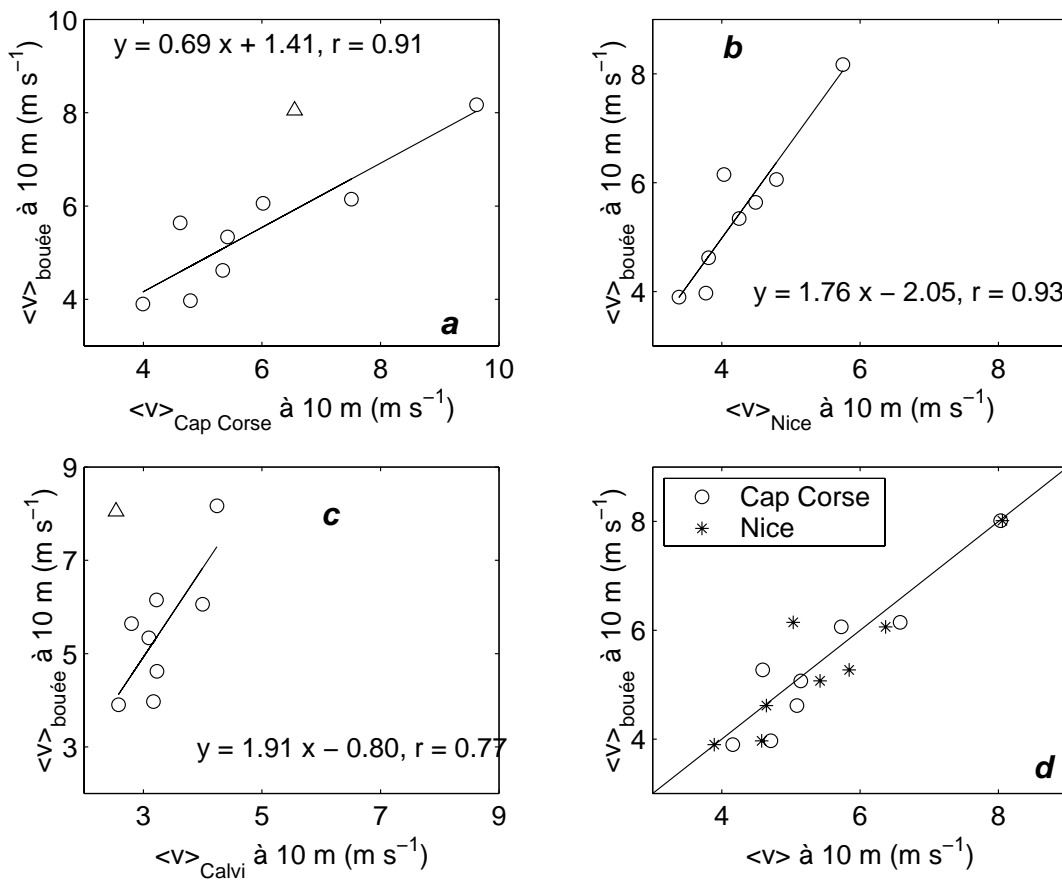 y = 0.69 x + 1.41, r = 0.91
a
10
8
6
4
4 6 8 10
<v>bouée à 10 m (m s⁻¹)
<v>Cap Corse à 10 m (m s⁻¹)
b
y = 1.76 x − 2.05, r = 0.93
8
6
4
4 6 8
<v>bouée à 10 m (m s⁻¹)
<v>Nice à 10 m (m s⁻¹)
c
y = 1.91 x − 0.80, r = 0.77
9
7
5
3
3 5 7 9
<v>bouée à 10 m (m s⁻¹)
<v>Calvi à 10 m (m s⁻¹)
Cap Corse
Nice
d
8
6
4
4 6 8
<v>bouée à 10 m (m s⁻¹)
<v> à 10 m (m s⁻¹)